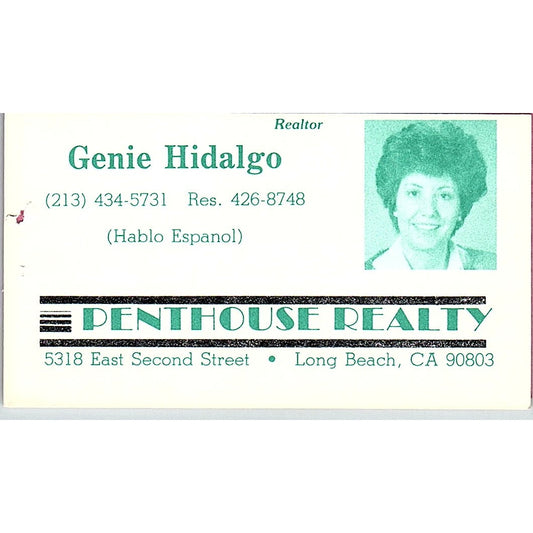 Realtor
Genie Hidalgo
(213) 434-5731 Res. 426-8748
(Hablo Espanol)
PENTHOUSE REALTY
5318 East Second Street • Long Beach, CA 90803